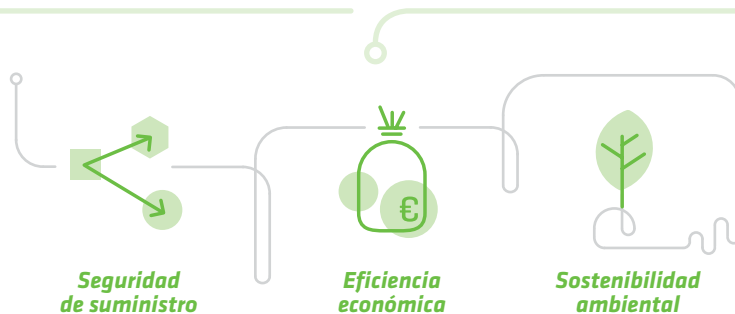 €
Seguridad
de suministro
Eficiencia
económica
Sostenibilidad
ambiental